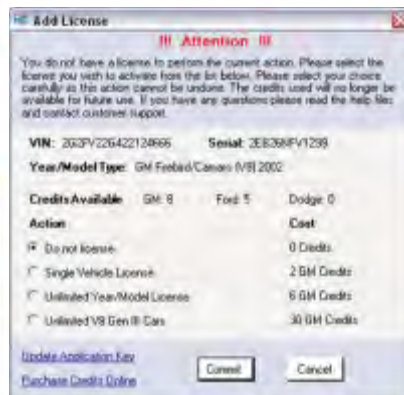 Add License
!!! Attention !!!
You do not have a license to perform the current action. Please select the
license you wish to activate from the list below. Please select your choice
carefully as this action cannot be undone. The credits used will no longer be
available for future use. If you have any questions please read the help files
and contact customer support.
VIN: 2G2FV22G422124666 Serial:
Year/Model Type: GM Firebird/Camaro (V8) 2002
Credits Available GM: 8 Ford: 5 Dodge: 0
Action Cost
Do not license 0 Credits
Single Vehicle License 2 GM Credits
Unlimited Year/Model License 6 GM Credits
Unlimited V8 Gen III Cars 30 GM Credits
Update Application Key
Commit Cancel
Purchase Credits Online